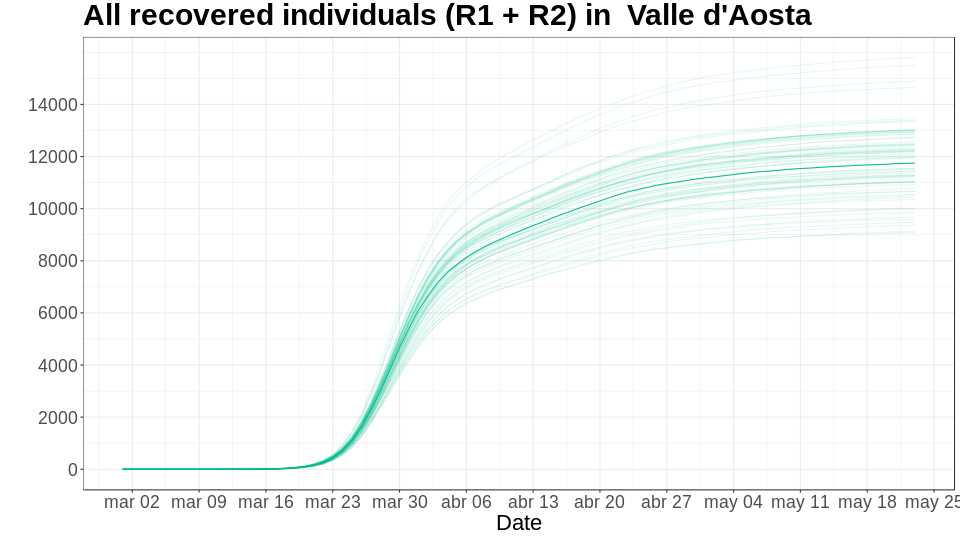 All recovered individuals (R1 + R2) in  Valle d'Aosta
14000
12000
10000
8000
6000
4000
2000
0
mar 02 mar 09 mar 16 mar 23 mar 30 abr 06 abr 13 abr 20 abr 27 may 04 may 11 may 18 may 25
Date